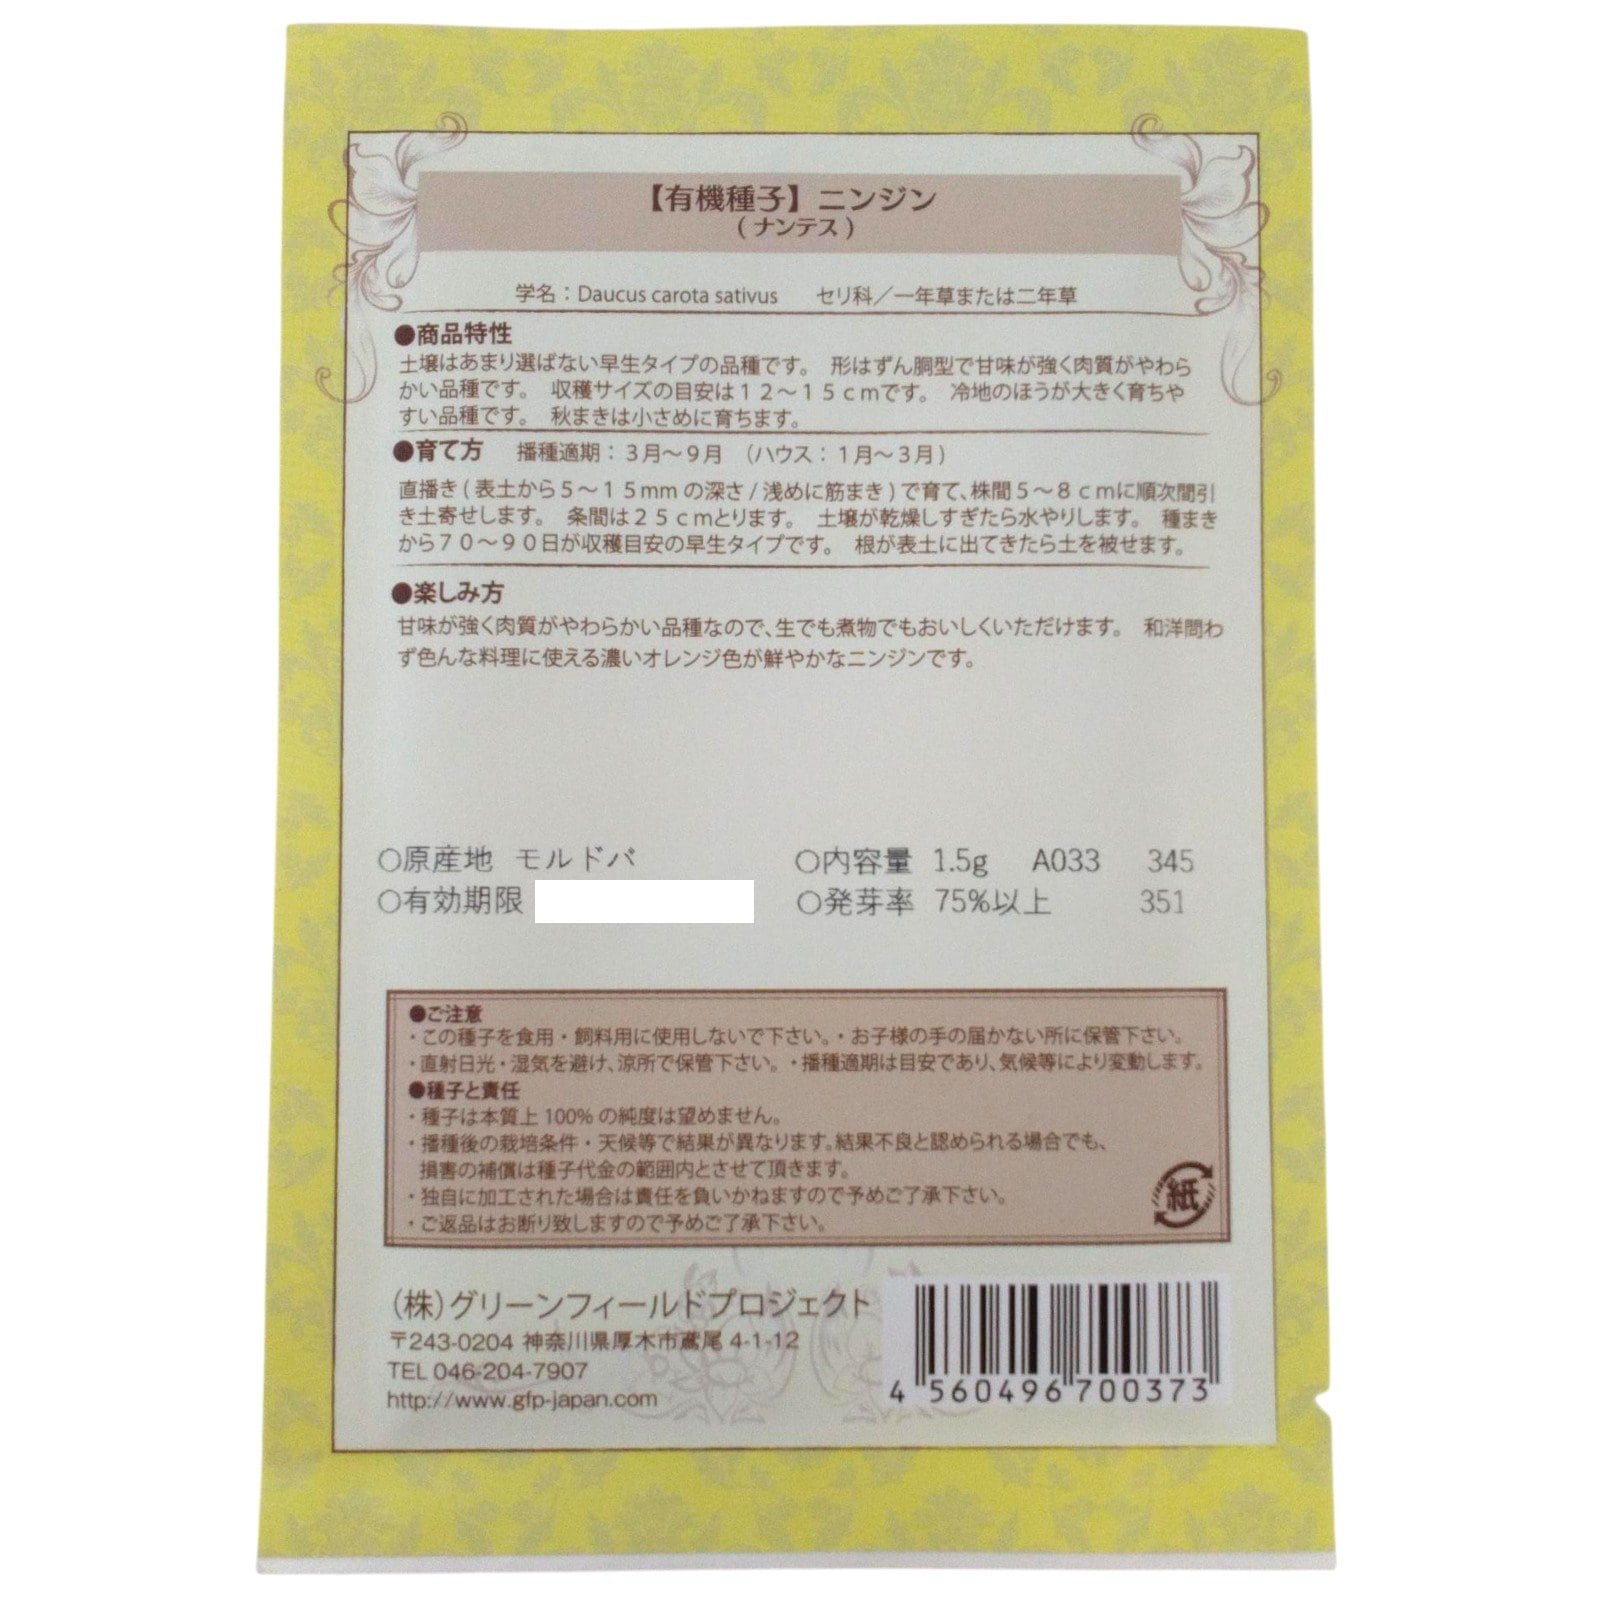 【有機種子】ニンジン
(ナンテス)
学名：Daucus carota sativus　セリ科／一年草または二年草
●商品特性
土壌はあまり選ばない早生タイプの品種です。 形はずん胴型で甘味が強く肉質がやわら
かい品種です。 収穫サイズの目安は１２～１５ｃｍです。 冷地のほうが大きく育ちや
すい品種です。 秋まきは小さめに育ちます。
●育て方　播種適期：３月～９月　（ハウス：１月～３月）
直播き(表土から５～１５mmの深さ/浅めに筋まき)で育て、株間５～８ｃｍに順次間引
き土寄せします。 条間は２５ｃｍとります。 土壌が乾燥しすぎたら水やりします。 種まき
から７０～９０日が収穫目安の早生タイプです。 根が表土に出てきたら土を被せます。
●楽しみ方
甘味が強く肉質がやわらかい品種なので、生でも煮物でもおいしくいただけます。 和洋問わ
ず色んな料理に使える濃いオレンジ色が鮮やかなニンジンです。
○原産地 モルドバ　○内容量 1.5g　A033　345
○有効期限　○発芽率 75%以上　351
●ご注意
・この種子を食用・飼料用に使用しないで下さい。・お子様の手の届かない所に保管下さい。
・直射日光・湿気を避け、涼所で保管下さい。・播種適期は目安であり、気候等により変動します。
●種子と責任
・種子は本質上100%の純度は望めません。
・播種後の栽培条件・天候等で結果が異なります。結果不良と認められる場合でも、
損害の補償は種子代金の範囲内とさせて頂きます。
・独自に加工された場合は責任を負いかねますので予めご了承下さい。
・ご返品はお断り致しますので予めご了承下さい。
紙
（株）グリーンフィールドプロジェクト
〒243-0204 神奈川県厚木市鳶尾4-1-12
TEL 046-204-7907
http://www.gfp-japan.com
4 560496 700373